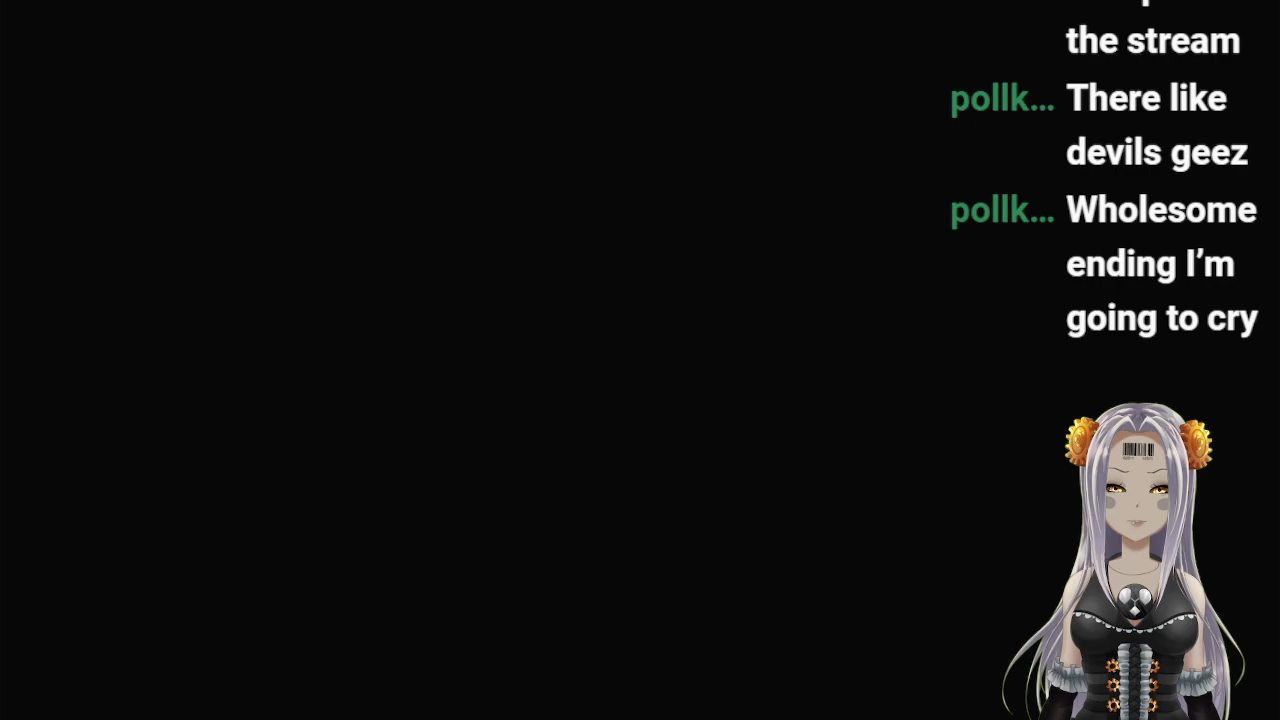 the stream
pollk... There like
devils geez
pollk... Wholesome
ending I’m
going to cry